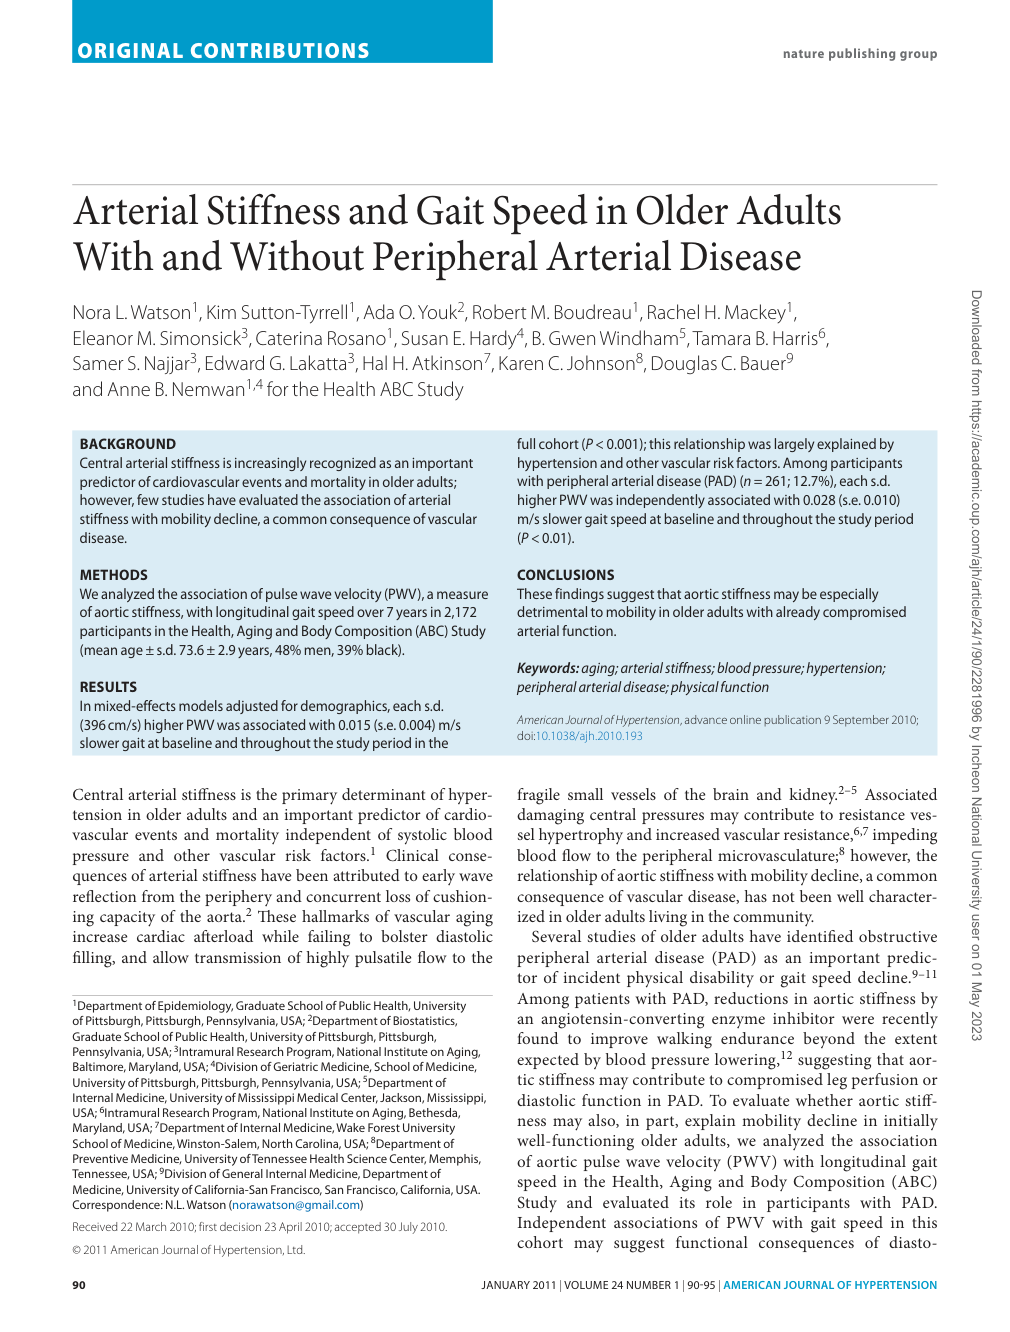 ORIGINAL CONTRIBUTIONS
nature publishing group
Arterial Stiffness and Gait Speed in Older Adults
With and Without Peripheral Arterial Disease
Nora L. Watson1, Kim Sutton-Tyrrell1, Ada O. Youk2, Robert M. Boudreau1, Rachel H. Mackey1,
Eleanor M. Simonsick3, Caterina Rosano1, Susan E. Hardy4, B. Gwen Windham5, Tamara B. Harris6,
Samer S. Najjar3, Edward G. Lakatta3, Hal H. Atkinson7, Karen C. Johnson8, Douglas C. Bauer9
and Anne B. Nemwan1,4 for the Health ABC Study
BACKGROUND
Central arterial stiffness is increasingly recognized as an important
predictor of cardiovascular events and mortality in older adults;
however, few studies have evaluated the association of arterial
stiffness with mobility decline, a common consequence of vascular
disease.
METHODS
We analyzed the association of pulse wave velocity (PWV), a measure
of aortic stiffness, with longitudinal gait speed over 7 years in 2,172
participants in the Health, Aging and Body Composition (ABC) Study
(mean age ± s.d. 73.6 ± 2.9 years, 48% men, 39% black).
RESULTS
In mixed-effects models adjusted for demographics, each s.d.
(396 cm/s) higher PWV was associated with 0.015 (s.e. 0.004) m/s
slower gait at baseline and throughout the study period in the
full cohort (P < 0.001); this relationship was largely explained by
hypertension and other vascular risk factors. Among participants
with peripheral arterial disease (PAD) (n = 261; 12.7%), each s.d.
higher PWV was independently associated with 0.028 (s.e. 0.010)
m/s slower gait speed at baseline and throughout the study period
(P < 0.01).
CONCLUSIONS
These findings suggest that aortic stiffness may be especially
detrimental to mobility in older adults with already compromised
arterial function.
Keywords: aging; arterial stiffness; blood pressure; hypertension;
peripheral arterial disease; physical function
American Journal of Hypertension, advance online publication 9 September 2010;
doi:10.1038/ajh.2010.193
Central arterial stiffness is the primary determinant of hyper-
tension in older adults and an important predictor of cardio-
vascular events and mortality independent of systolic blood
pressure and other vascular risk factors.1 Clinical conse-
quences of arterial stiffness have been attributed to early wave
reflection from the periphery and concurrent loss of cushion-
ing capacity of the aorta.2 These hallmarks of vascular aging
increase cardiac afterload while failing to bolster diastolic
filling, and allow transmission of highly pulsatile flow to the
1Department of Epidemiology, Graduate School of Public Health, University
of Pittsburgh, Pittsburgh, Pennsylvania, USA; 2Department of Biostatistics,
Graduate School of Public Health, University of Pittsburgh, Pittsburgh,
Pennsylvania, USA; 3Intramural Research Program, National Institute on Aging,
Baltimore, Maryland, USA; 4Division of Geriatric Medicine, School of Medicine,
University of Pittsburgh, Pittsburgh, Pennsylvania, USA; 5Department of
Internal Medicine, University of Mississippi Medical Center, Jackson, Mississippi,
USA; 6Intramural Research Program, National Institute on Aging, Bethesda,
Maryland, USA; 7Department of Internal Medicine, Wake Forest University
School of Medicine, Winston-Salem, North Carolina, USA; 8Department of
Preventive Medicine, University of Tennessee Health Science Center, Memphis,
Tennessee, USA; 9Division of General Internal Medicine, Department of
Medicine, University of California-San Francisco, San Francisco, California, USA.
Correspondence: N.L. Watson (norawatson@gmail.com)
Received 22 March 2010; first decision 23 April 2010; accepted 30 July 2010.
© 2011 American Journal of Hypertension, Ltd.
fragile small vessels of the brain and kidney.2–5 Associated
damaging central pressures may contribute to resistance ves-
sel hypertrophy and increased vascular resistance,6,7 impeding
blood flow to the peripheral microvasculature;8 however, the
relationship of aortic stiffness with mobility decline, a common
consequence of vascular disease, has not been well character-
ized in older adults living in the community.
Several studies of older adults have identified obstructive
peripheral arterial disease (PAD) as an important predic-
tor of incident physical disability or gait speed decline.9–11
Among patients with PAD, reductions in aortic stiffness by
an angiotensin-converting enzyme inhibitor were recently
found to improve walking endurance beyond the extent
expected by blood pressure lowering,12 suggesting that aor-
tic stiffness may contribute to compromised leg perfusion or
diastolic function in PAD. To evaluate whether aortic stiff-
ness may also, in part, explain mobility decline in initially
well-functioning older adults, we analyzed the association
of aortic pulse wave velocity (PWV) with longitudinal gait
speed in the Health, Aging and Body Composition (ABC)
Study and evaluated its role in participants with PAD.
Independent associations of PWV with gait speed in this
cohort may suggest functional consequences of diasto-
90
JANUARY 2011 | VOLUME 24 NUMBER 1 | 90-95 | AMERICAN JOURNAL OF HYPERTENSION
Downloaded from https://academic.oup.com/ajh/article/24/1/90/2281996 by Incheon National University user on 01 May 2023